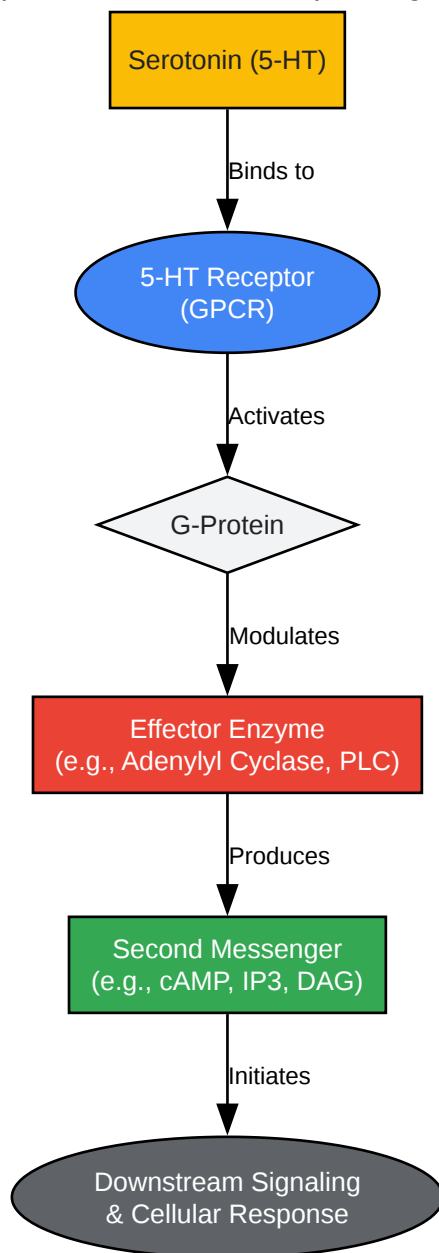 Serotonin (5-HT)
Binds to
5-HT Receptor
(GPCR)
Activates
G-Protein
Modulates
Effector Enzyme
(e.g., Adenylyl Cyclase, PLC)
Produces
Second Messenger
(e.g., cAMP, IP3, DAG)
Initiates
Downstream Signaling
& Cellular Response